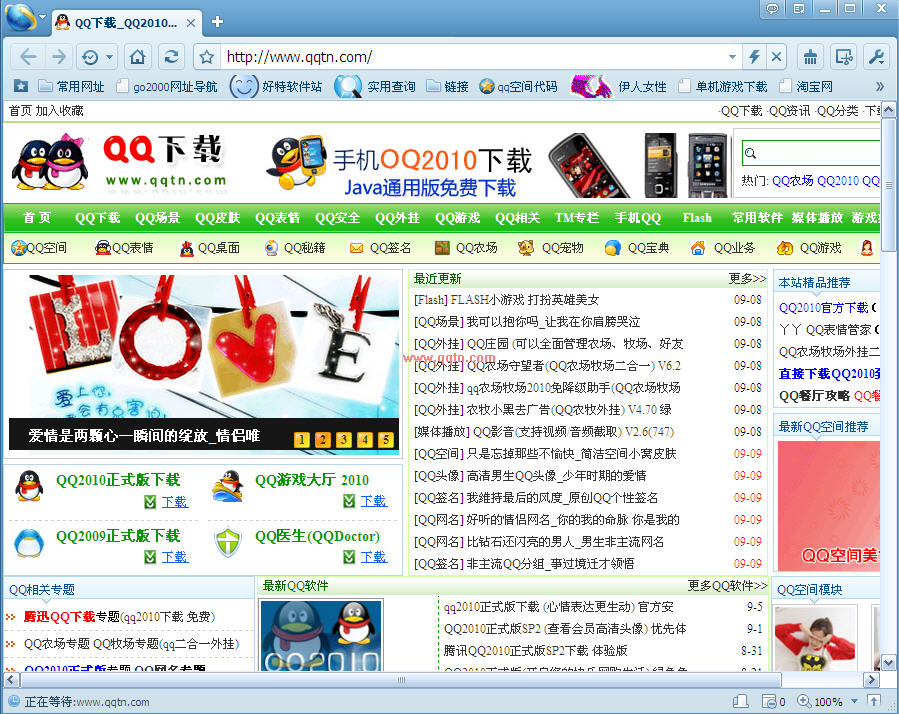 QQ下载_QQ2010...
http://www.qqtn.com/
常用网址 go2000网址导航 好特软件站 实用查询 链接 qq空间代码 伊人女性 单机游戏下载 淘宝网
首页 加入收藏
·QQ下载 ·QQ资讯 ·QQ分类 ·下载
QQ下载
www.qqtn.com
手机QQ2010下载
Java通用版免费下载
热门: QQ农场 QQ2010 QQ
首 页 QQ下载 QQ场景 QQ皮肤 QQ表情 QQ安全 QQ外挂 QQ游戏 QQ相关 TM专栏 手机QQ Flash 常用软件 媒体播放 游戏
QQ空间 QQ表情 QQ桌面 QQ秘籍 QQ签名 QQ农场 QQ宠物 QQ宝典 QQ业务 QQ游戏
LOVE
爱上你,
会有点害怕
爱情是两颗心一瞬间的绽放_情侣唯
1 2 3 4 5
QQ2010正式版下载
下载
QQ游戏大厅 2010
下载
QQ2009正式版下载
下载
QQ医生(QQDoctor)
下载
最近更新 更多>>
[Flash] FLASH小游戏 打扮英雄美女 09-08
[QQ场景] 我可以抱你吗_让我在你肩膀哭泣 09-08
[QQ外挂] QQ庄园 (可以全面管理农场、牧场、好友 09-08
www.qqtn.com
[QQ外挂] QQ农场守望者(QQ农场牧场二合一) V6.2 09-08
[QQ外挂] qq农场牧场2010免降级助手(QQ农场牧场 09-08
[QQ外挂] 农牧小黑去广告(QQ农牧外挂) V4.70 绿 09-08
[媒体播放] QQ影音(支持视频/音频截取) V2.6(747) 09-08
[QQ空间] 只是忘掉那些不愉快_简洁空间小窝皮肤 09-09
[QQ头像] 高清男生QQ头像_少年时期的爱情 09-09
[QQ签名] 我维持最后的风度_原创QQ个性签名 09-09
[QQ网名] 好听的情侣网名_你的我的命脉 你是我的 09-09
[QQ网名] 比钻石还闪亮的男人_男生非主流网名 09-09
[QQ签名] 非主流QQ分组_爭过境迁才领悟 09-09
本站精品推荐
QQ2010官方下载
丫丫 QQ表情管家
QQ农场牧场外挂二
直接下载QQ2010
QQ餐厅攻略 QQ餐
最新QQ空间推荐
QQ空间美
QQ相关专题
腾迅QQ下载专题(qq2010下载 免费)
QQ农场专题 QQ牧场专题(qq二合一外挂)
QQ2010正式版专题 QQ网名专题
最新QQ软件 更多QQ软件>>
QQ2010
qq2010正式版下载 (心情表达更生动) 官方安 9-5
QQ2010正式版SP2 (查看会员高清头像) 优先体 9-1
腾讯QQ2010正式版SP2下载 体验版 8-31
QQ空间模块
正在等待:www.qqtn.com
0 100%